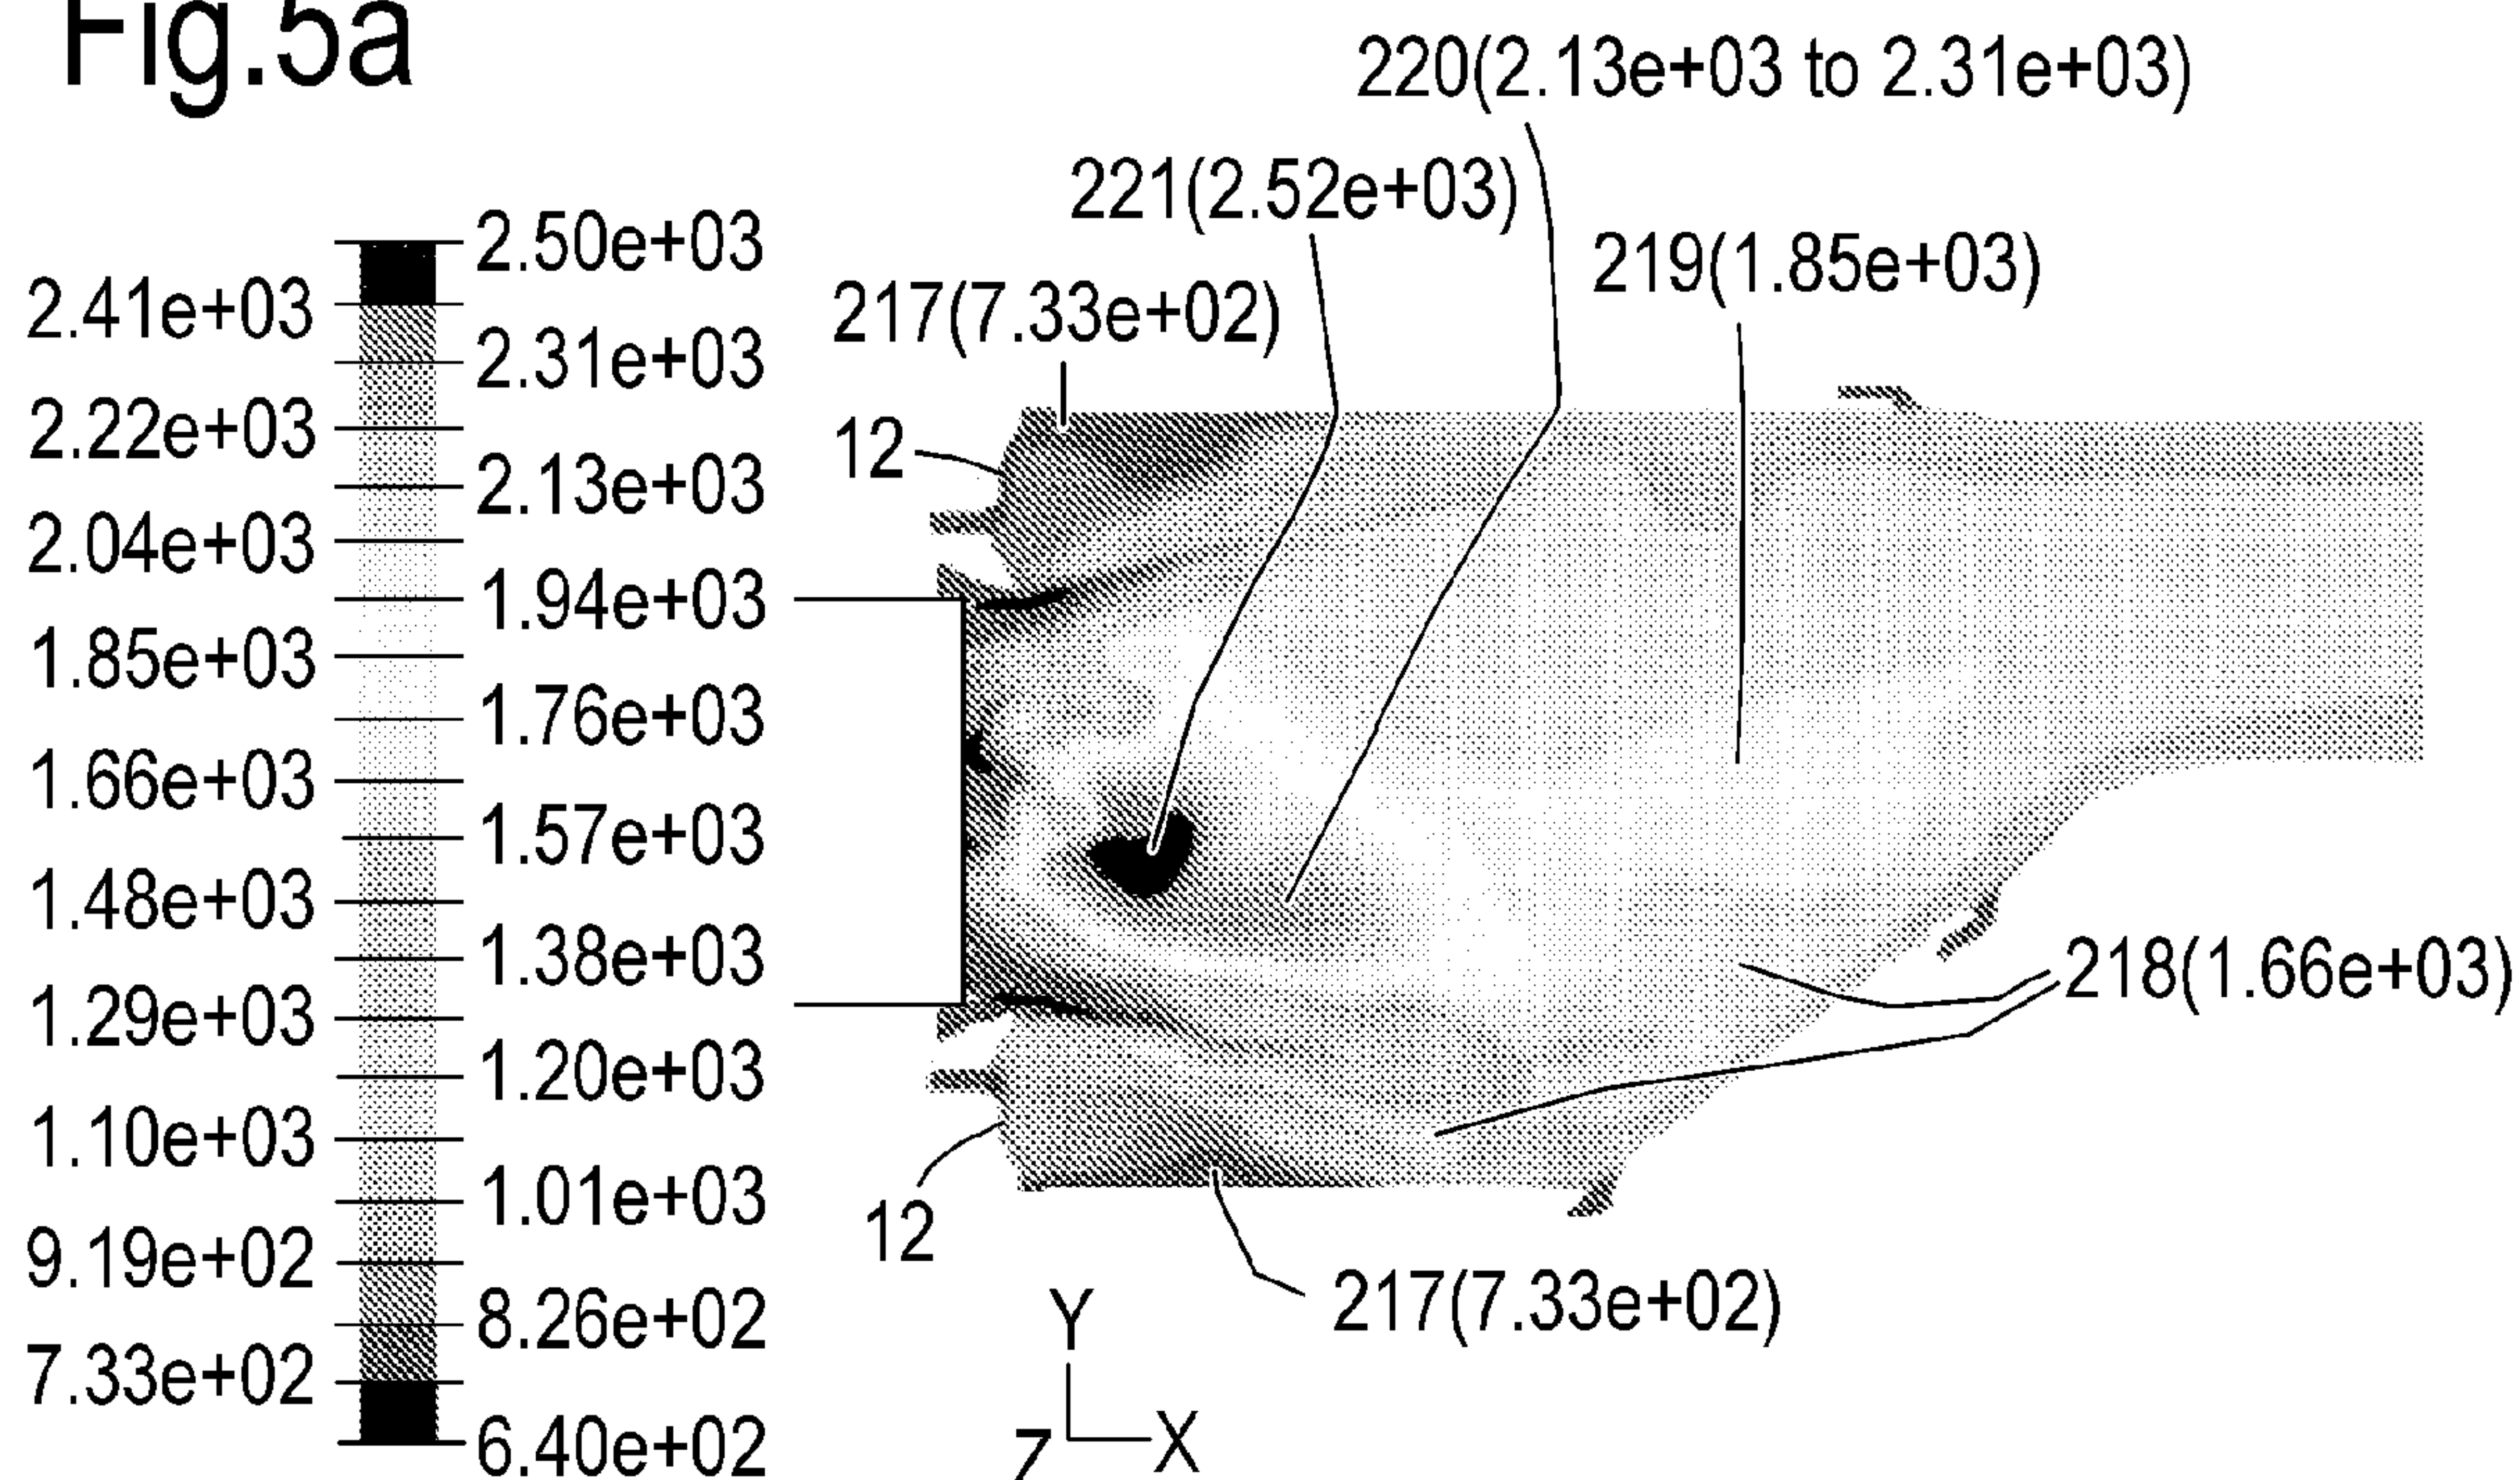 Fig.5a
220(2.13e+03 to 2.31e+03)
221(2.52e+03)
219(1.85e+03)
217(7.33e+02)
12
2.50e+03
2.41e+03
2.31e+03
2.22e+03
2.13e+03
2.04e+03
1.94e+03
1.85e+03
1.76e+03
1.66e+03
1.57e+03
1.48e+03
1.38e+03
1.29e+03
1.20e+03
1.10e+03
1.01e+03
9.19e+02
8.26e+02
7.33e+02
6.40e+02
218(1.66e+03)
12
217(7.33e+02)
Y
Z
X